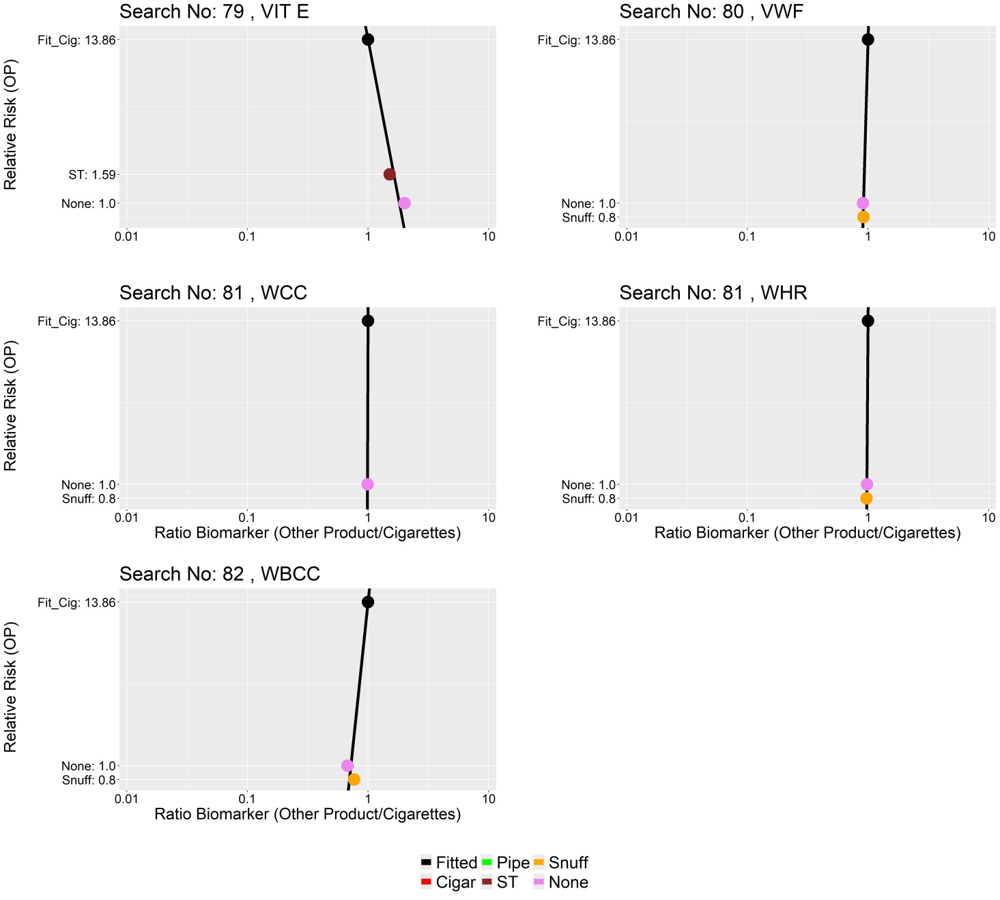 Search No: 79 , VIT E
Relative Risk (OP)
Fit_Cig: 13.86
ST: 1.59
None: 1.0
0.01 0.1 1 10
Search No: 80 , VWF
Fit_Cig: 13.86
None: 1.0
Snuff: 0.8
0.01 0.1 1 10
Search No: 81 , WCC
Relative Risk (OP)
Fit_Cig: 13.86
None: 1.0
Snuff: 0.8
0.01 0.1 1 10
Ratio Biomarker (Other Product/Cigarettes)
Search No: 81 , WHR
Fit_Cig: 13.86
None: 1.0
Snuff: 0.8
0.01 0.1 1 10
Ratio Biomarker (Other Product/Cigarettes)
Search No: 82 , WBCC
Relative Risk (OP)
Fit_Cig: 13.86
None: 1.0
Snuff: 0.8
0.01 0.1 1 10
Ratio Biomarker (Other Product/Cigarettes)
Fitted Pipe Snuff
Cigar ST None